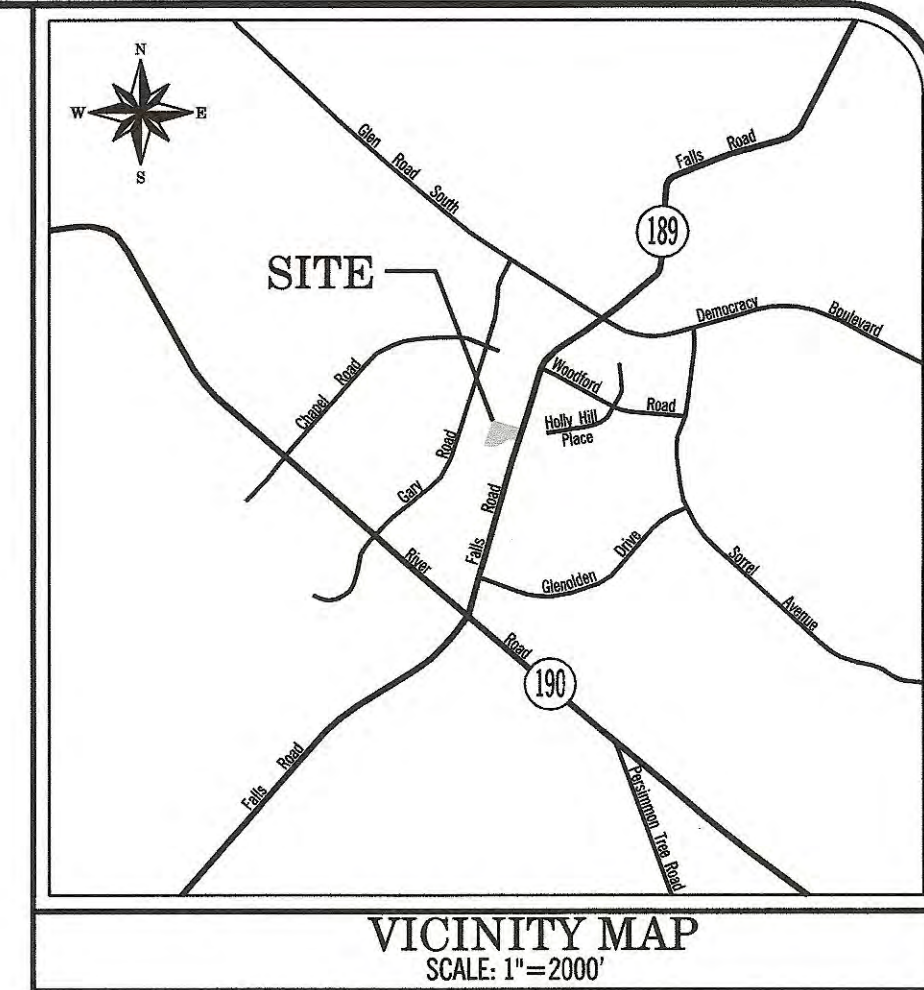 N
W E
S
Glen Road South
Falls Road
189
SITE
Democracy Boulevard
Woodford Road
Chapel Road
Holly Hill
Place
Gary Road
Falls Road
River Road
Glenolden Drive
Sorrel Avenue
190
Falls Road
Persimmon Tree Road
VICINITY MAP
SCALE: 1"=2000'